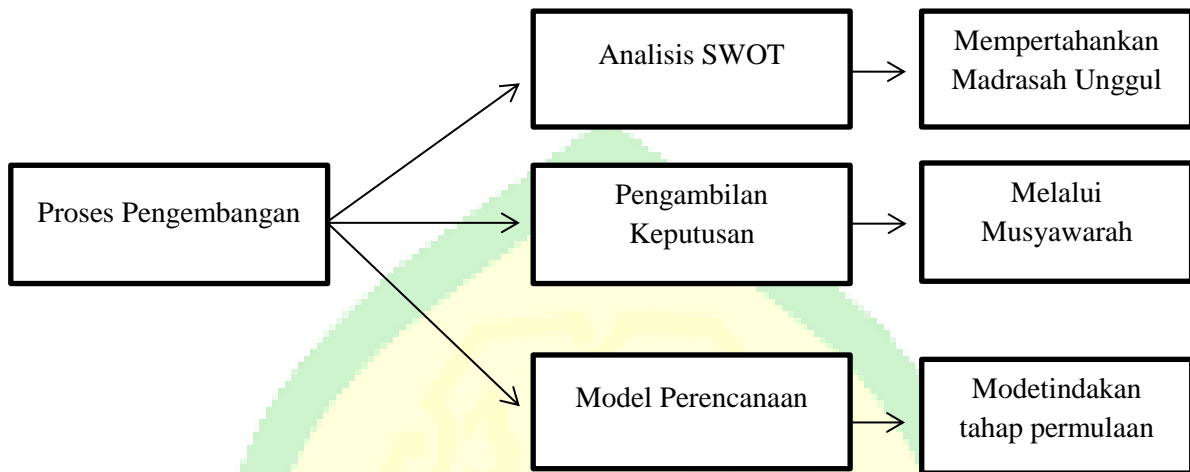 Analisis SWOT
Mempertahankan
Madrasah Unggul
Proses Pengembangan
Pengambilan
Keputusan
Melalui
Musyawarah
Model Perencanaan
Modetindakan
tahap permulaan